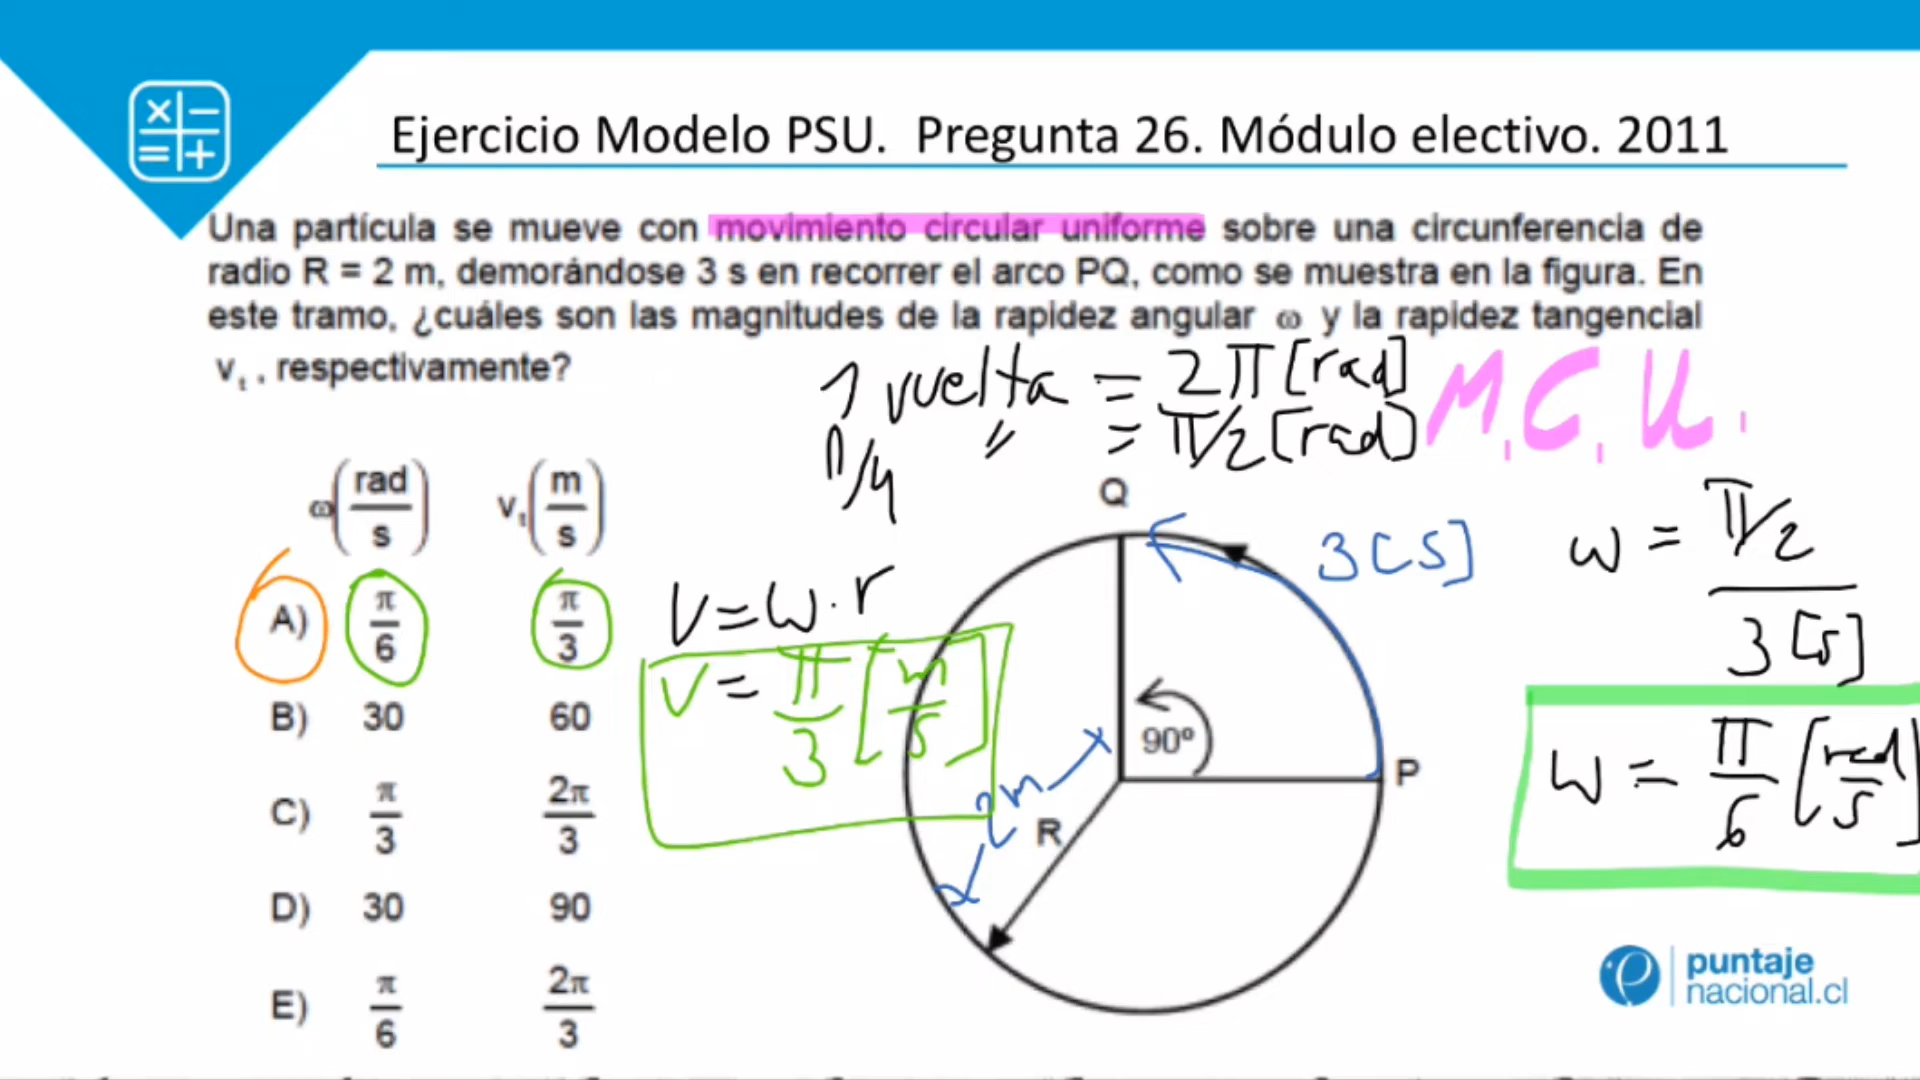 Ejercicio Modelo PSU. Pregunta 26. Módulo electivo. 2011
Una partícula se mueve con movimiento circular uniforme sobre una circunferencia de
radio R = 2 m, demorándose 3 s en recorrer el arco PQ, como se muestra en la figura. En
este tramo, ¿cuáles son las magnitudes de la rapidez angular ω y la rapidez tangencial
vₜ, respectivamente?
1 vuelta = 2π [rad]
1/4 " = π/2 [rad]
M.C.U.
ω(rad/s) vₜ(m/s)
A) π/6 π/3
B) 30 60
C) π/3 2π/3
D) 30 90
E) π/6 2π/3
V = ω · r
V = π/3 [m/s]
Q
3 [s]
90º
P
2m
R
ω = π/2 / 3 [s]
ω = π/6 [rad/s]
puntaje
nacional.cl